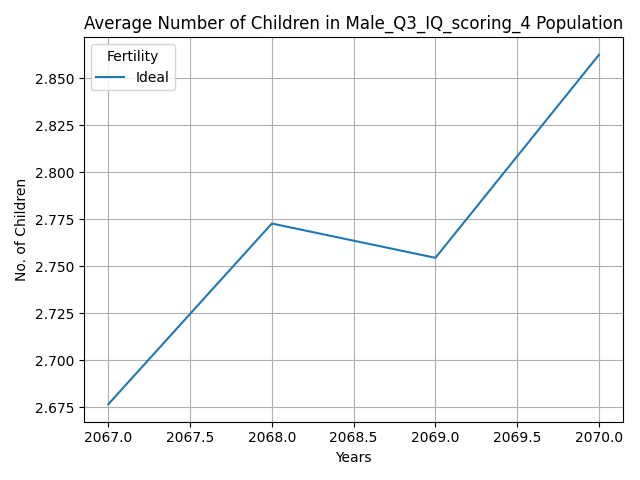 Average Number of Children in Male_Q3_IQ_scoring_4 Population
Fertility
Ideal
No. of Children
2.850
2.825
2.800
2.775
2.750
2.725
2.700
2.675
2067.0 2067.5 2068.0 2068.5 2069.0 2069.5 2070.0
Years